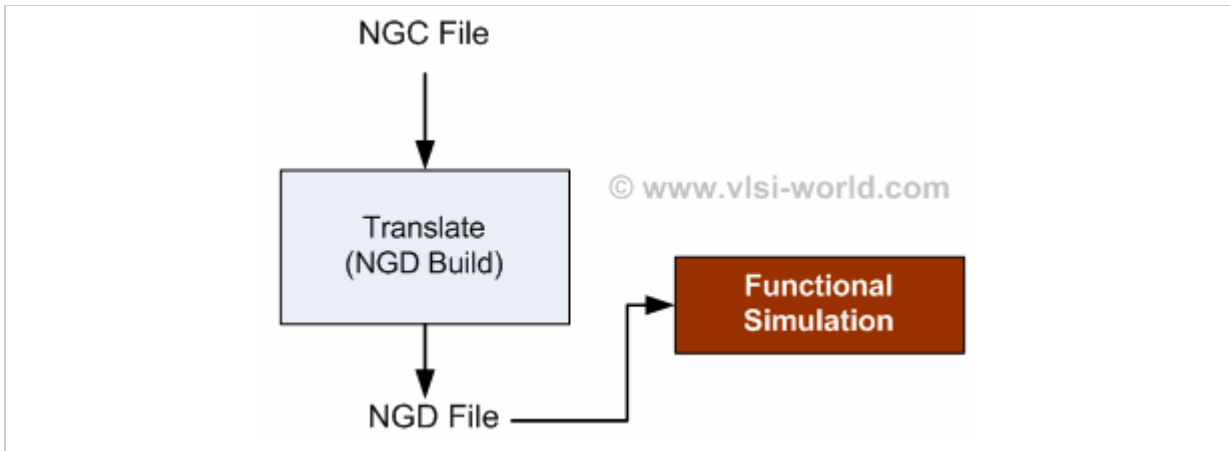 NGC File
© www.vlsi-world.com
Translate
(NGD Build)
Functional
Simulation
NGD File